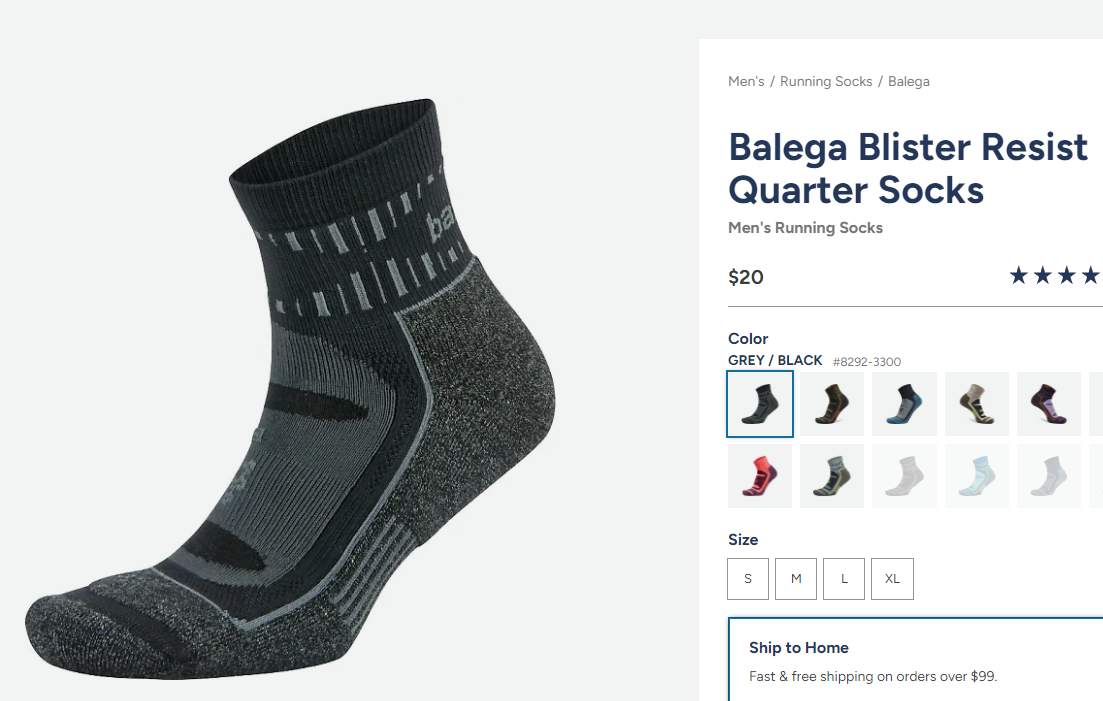 Men's / Running Socks / Balega
Balega Blister Resist
Quarter Socks
Men's Running Socks
$20
Color
GREY / BLACK #8292-3300
Size
S M L XL
Ship to Home
Fast & free shipping on orders over $99.
ba